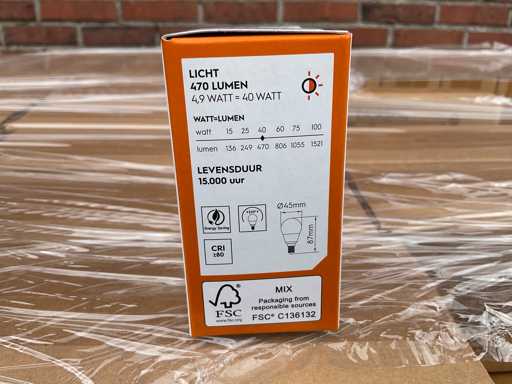 LICHT
470 LUMEN
4,9 WATT = 40 WATT
WATT=LUMEN
watt 15 25 40 60 75 100
lumen 136 249 470 806 1055 1521
LEVENSDUUR
15.000 uur
Energy Saving
CRI
≥80
Ø45mm
87mm
FSC
www.fsc.org
MIX
Packaging from
responsible sources
FSC® C136132